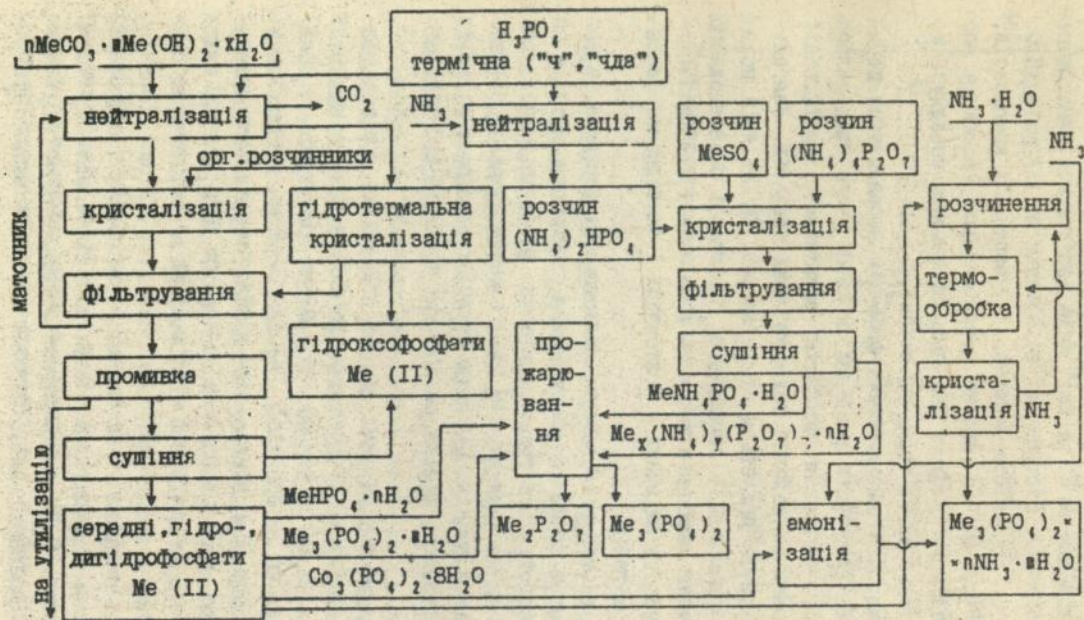 nMeCO₃·mMe(OH)₂·xH₂O
H₃PO₄
термічна ("ч","чда")
нейтралізація
CO₂
NH₃
нейтралізація
розчин
MeSO₄
розчин
(NH₄)₄P₂O₇
NH₃·H₂O
NH₃
орг.розчинники
кристалізація
гідротермальна
кристалізація
розчин
(NH₄)₂HPO₄
кристалізація
розчинення
маточник
фільтрування
фільтрування
термо-
обробка
гідроксофосфати
Me (II)
про-
жарю-
ван-
ня
сушіння
промивка
MeNH₄PO₄·H₂O
криста-
лізація
NH₃
Meₓ(NH₄)ᵧ(P₂O₇)₂·nH₂O
сушіння
на утилізацію
MeHPO₄·nH₂O
середні,гідро-,
дигідрофосфати
Me (II)
Me₃(PO₄)₂·mH₂O
Co₃(PO₄)₂·8H₂O
Me₂P₂O₇
Me₃(PO₄)₂
амоні-
зація
Me₃(PO₄)₂×
×nNH₃·mH₂O